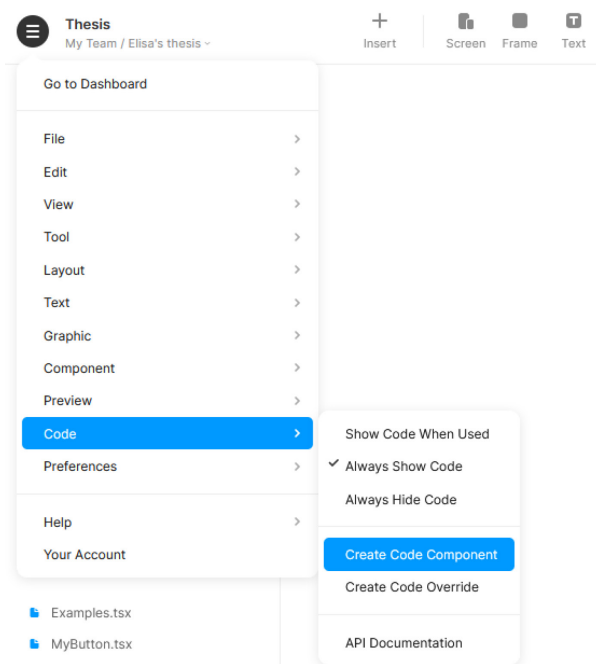 Thesis
My Team / Elisa's thesis
Insert
Screen
Frame
Text
Go to Dashboard
File
Edit
View
Tool
Layout
Text
Graphic
Component
Preview
Code
Preferences
Help
Your Account
Show Code When Used
Always Show Code
Always Hide Code
Create Code Component
Create Code Override
API Documentation
Examples.tsx
MyButton.tsx